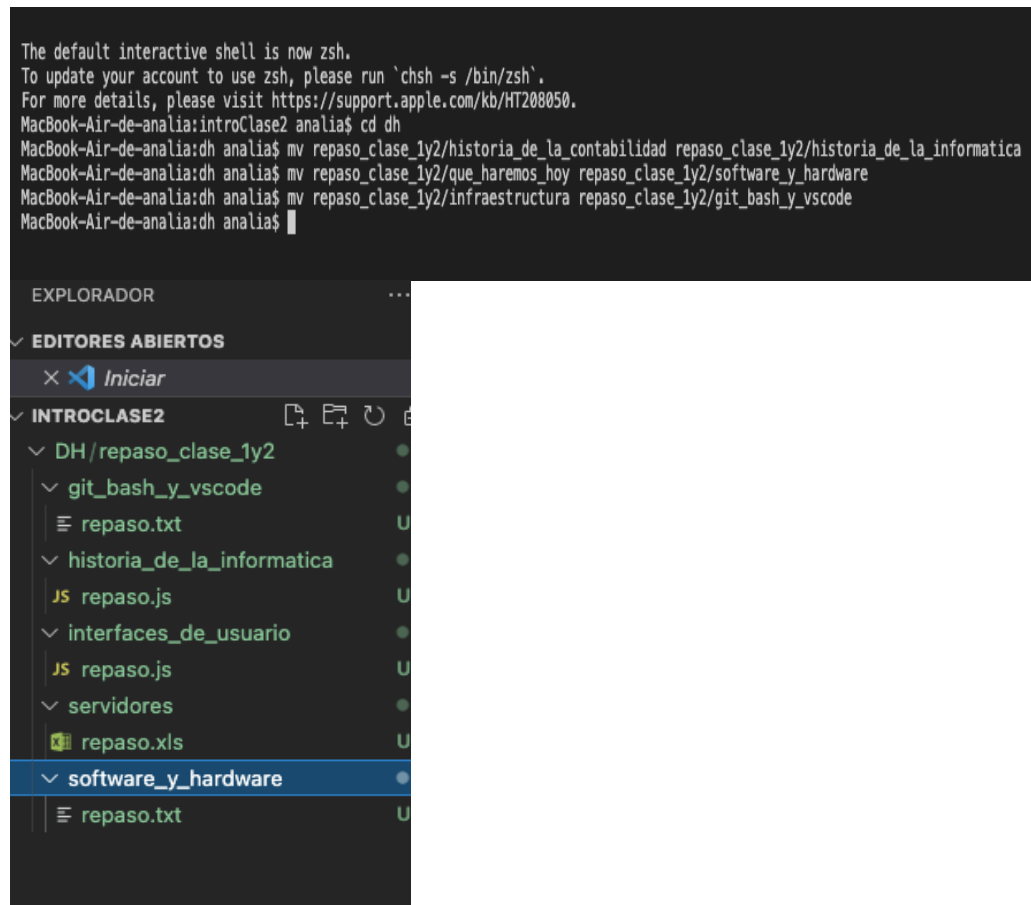 The default interactive shell is now zsh.
To update your account to use zsh, please run `chsh -s /bin/zsh`.
For more details, please visit https://support.apple.com/kb/HT208050.
MacBook-Air-de-analia:introClase2 analia$ cd dh
MacBook-Air-de-analia:dh analia$ mv repaso_clase_1y2/historia_de_la_contabilidad repaso_clase_1y2/historia_de_la_informatica
MacBook-Air-de-analia:dh analia$ mv repaso_clase_1y2/que_haremos_hoy repaso_clase_1y2/software_y_hardware
MacBook-Air-de-analia:dh analia$ mv repaso_clase_1y2/infraestructura repaso_clase_1y2/git_bash_y_vscode
MacBook-Air-de-analia:dh analia$
EXPLORADOR ...
EDITORES ABIERTOS
Iniciar
INTROCLASE2
DH/repaso_clase_1y2
git_bash_y_vscode
repaso.txt U
historia_de_la_informatica
JS repaso.js U
interfaces_de_usuario
JS repaso.js U
servidores
repaso.xls U
software_y_hardware
repaso.txt U